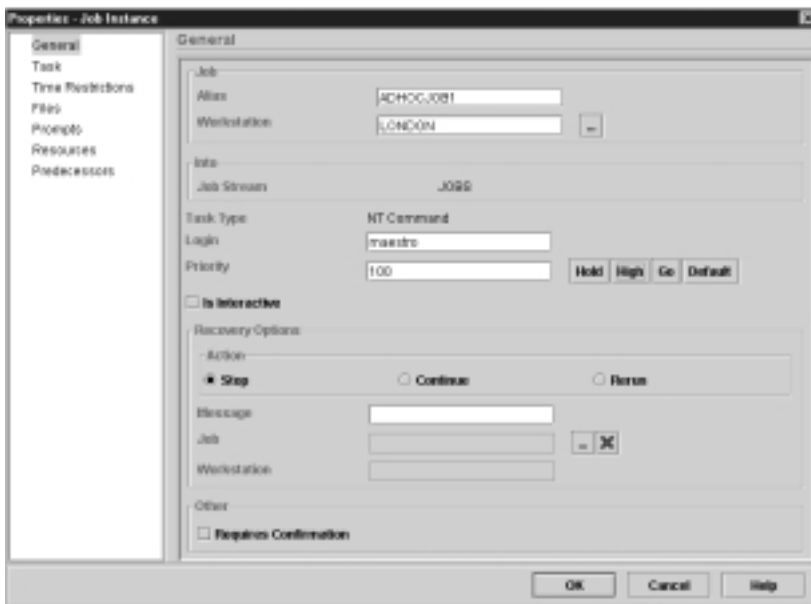 Properties - Job Instance
General
Task
Time Restrictions
Files
Prompts
Resources
Predecessors
General
Job
Alias ADHOCJOB1
Workstation LONDON ...
Info
Job Stream JOBS
Task Type NT Command
Login maestro
Priority 100 Hold High Go Default
Is Interactive
Recovery Options
Action
Stop Continue Rerun
Message
Job ...
Workstation
Other
Requires Confirmation
OK Cancel Help